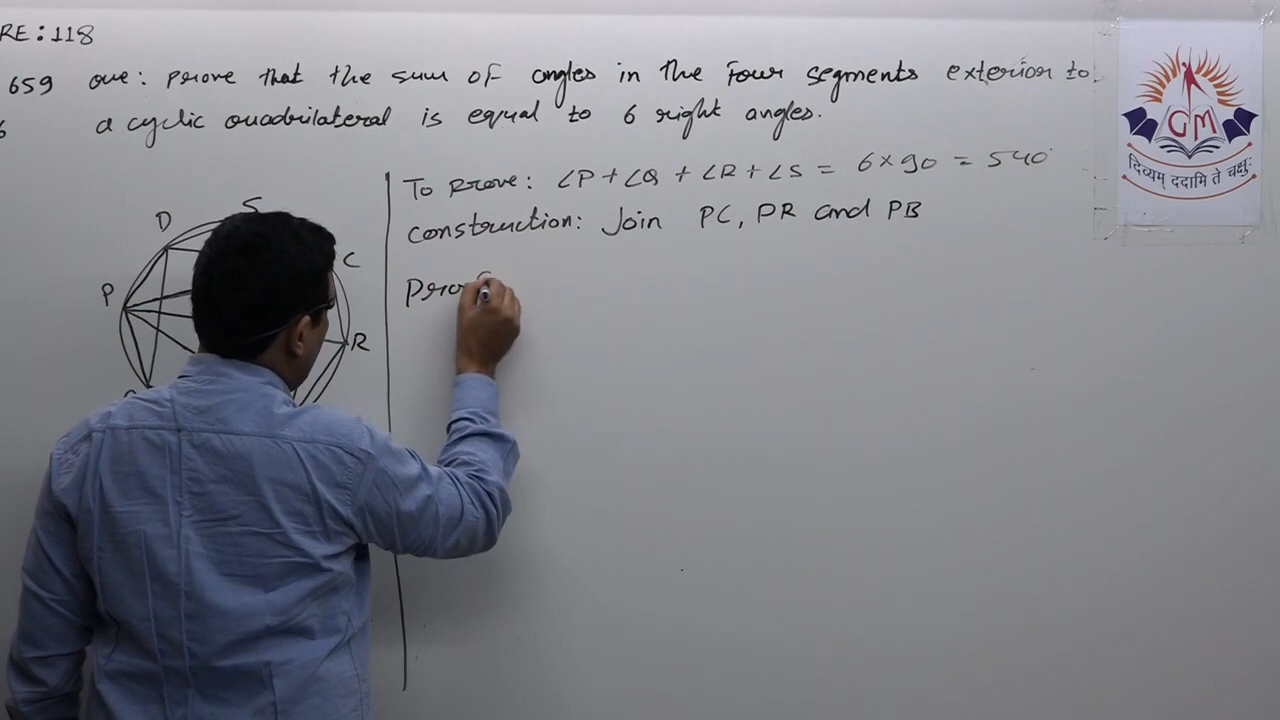 RE:118
659 que: prove that the sum of angles in the four segments exterior to
a cyclic quadrilateral is equal to 6 right angles.
To prove: ∠P + ∠Q + ∠R + ∠S = 6×90 = 540°
construction: Join PC, PR and PB
Proof
S
D
C
P
R
GM
दिव्यम् ददामि ते चक्षुः